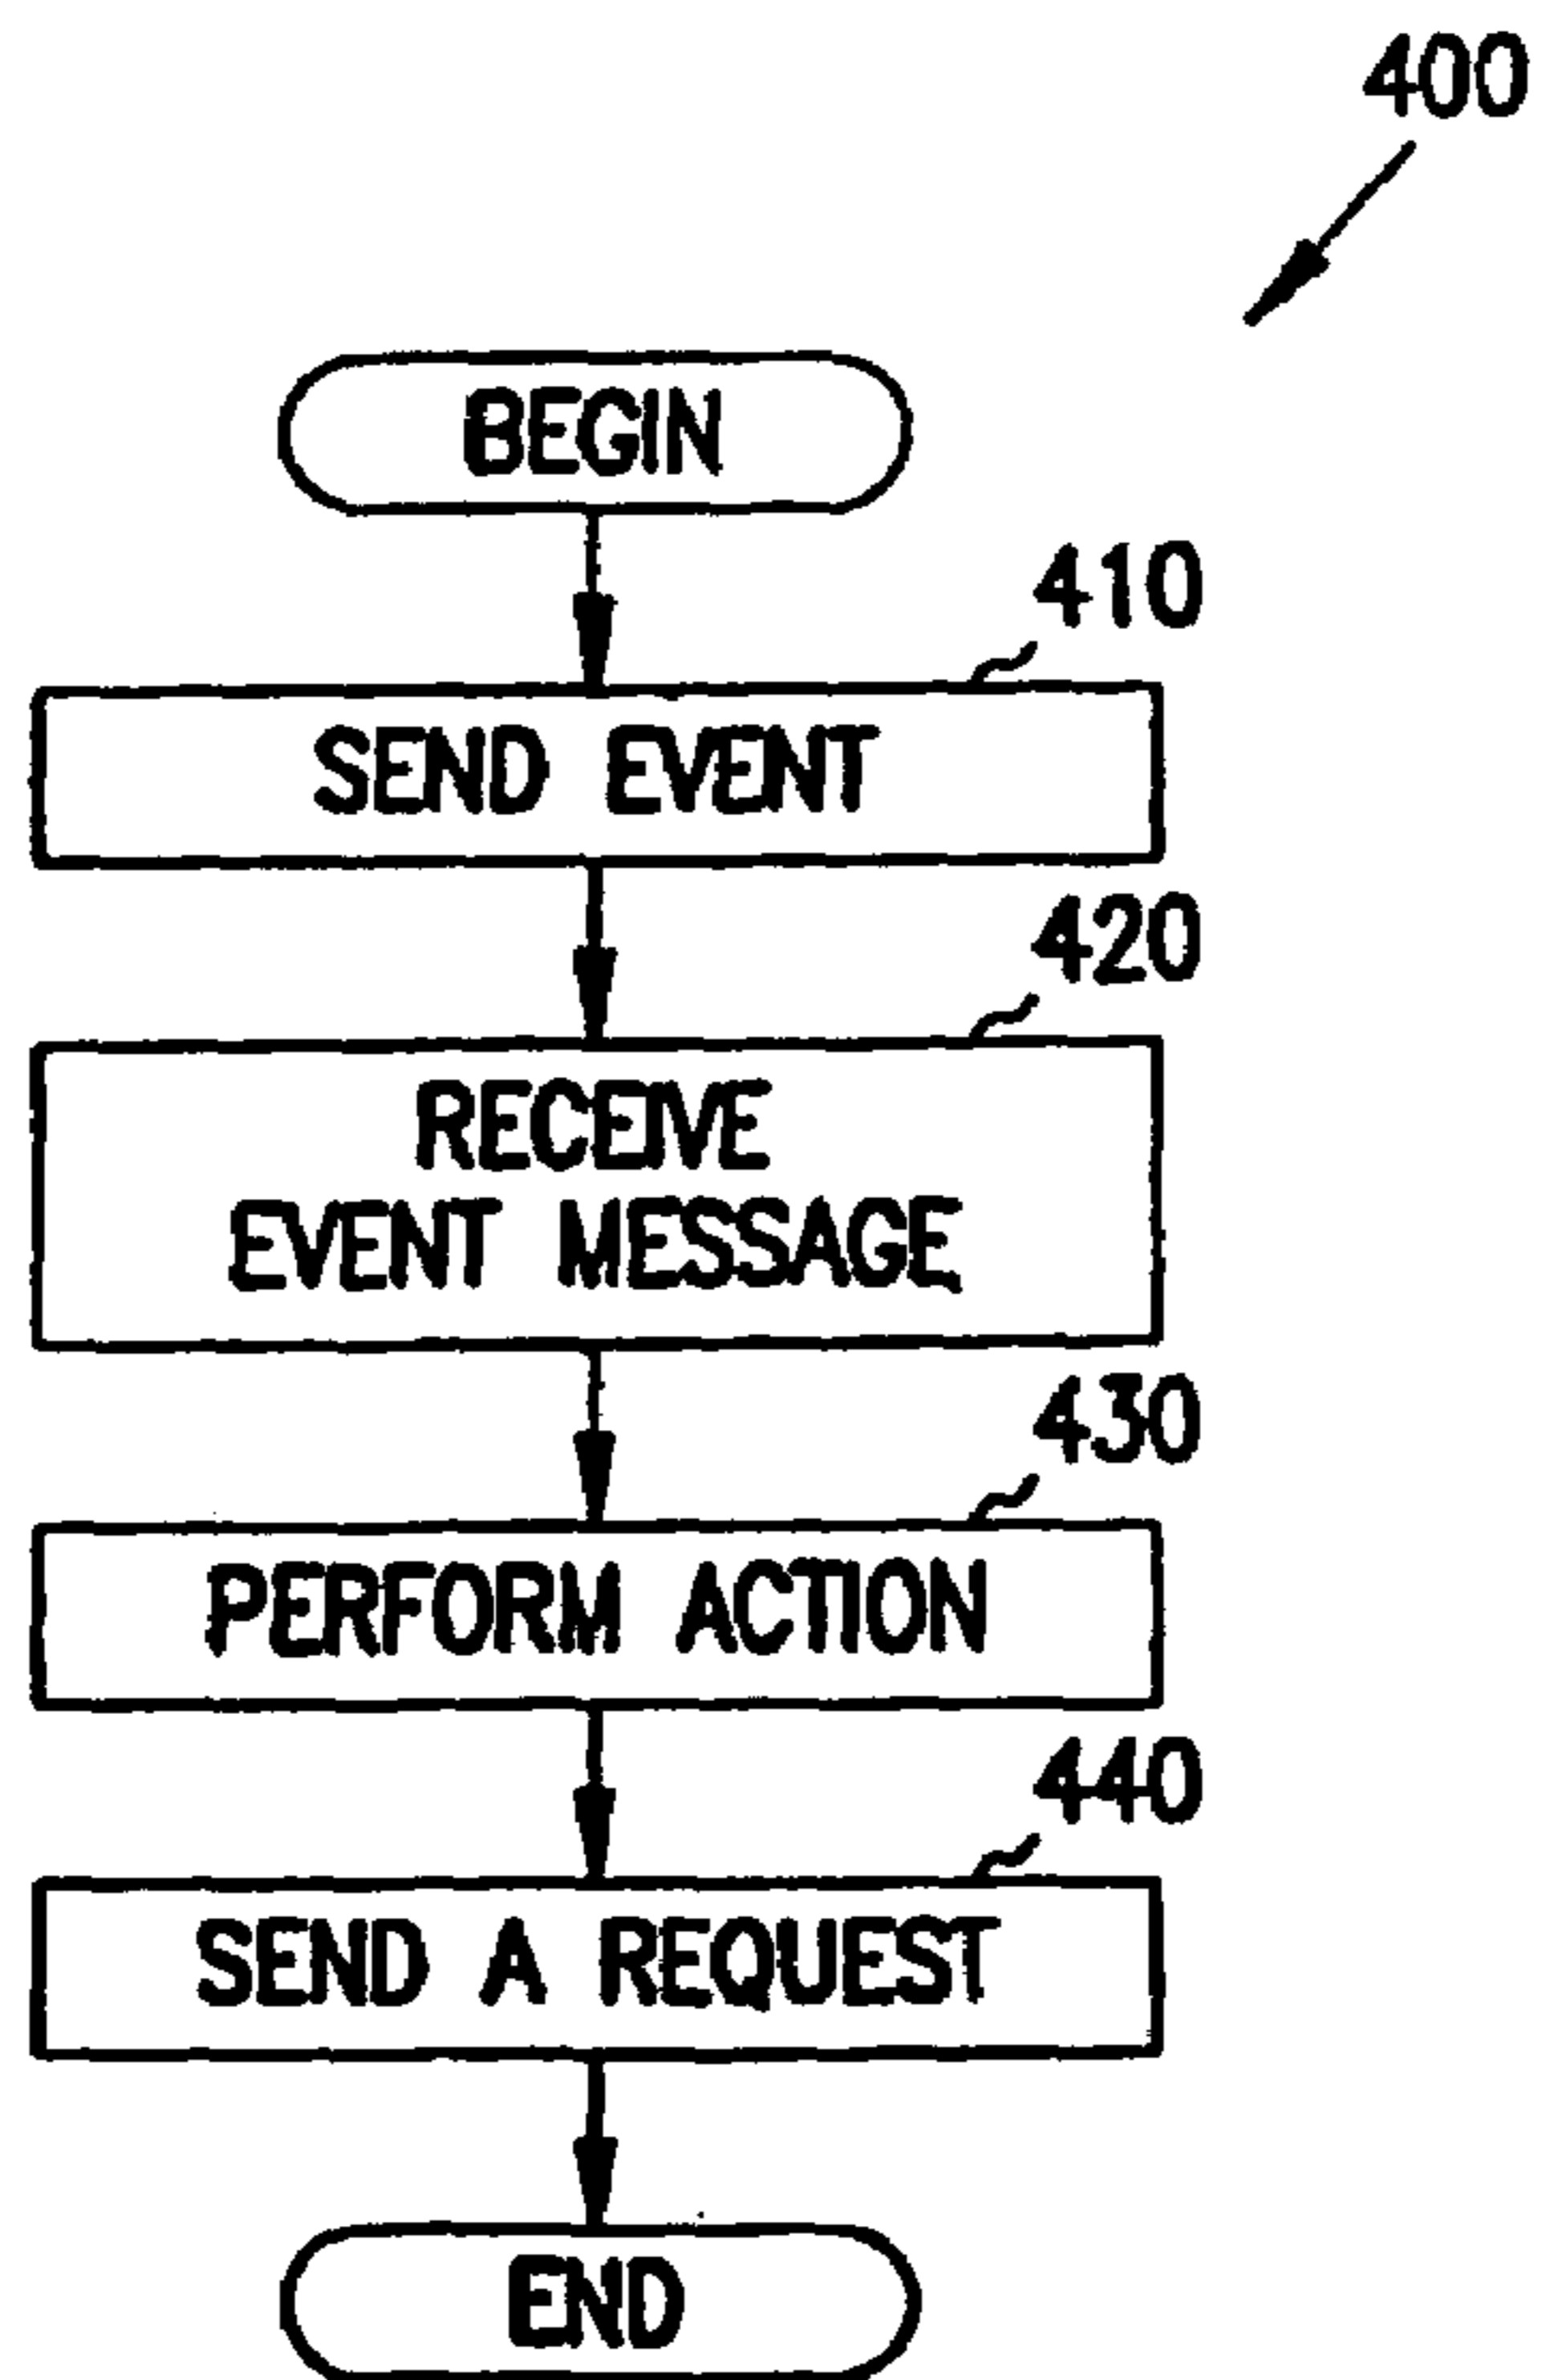 400
BEGIN
410
SEND EVENT
420
RECEIVE
EVENT MESSAGE
430
PERFORM ACTION
440
SEND A REQUEST
END